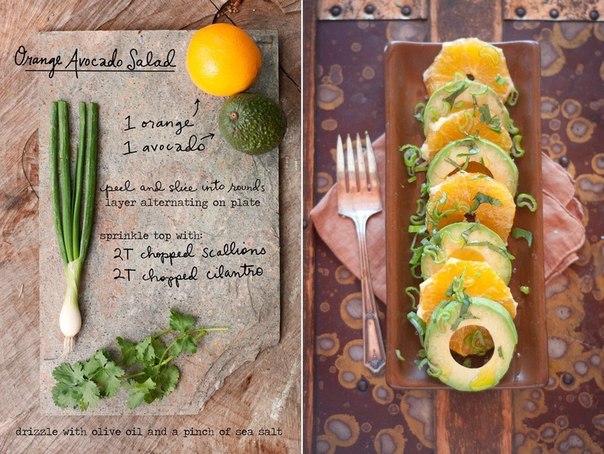 Orange Avocado Salad
1 orange
1 avocado
peel and slice into rounds
layer alternating on plate
sprinkle top with:
2T chopped scallions
2T chopped cilantro
drizzle with olive oil and a pinch of sea salt